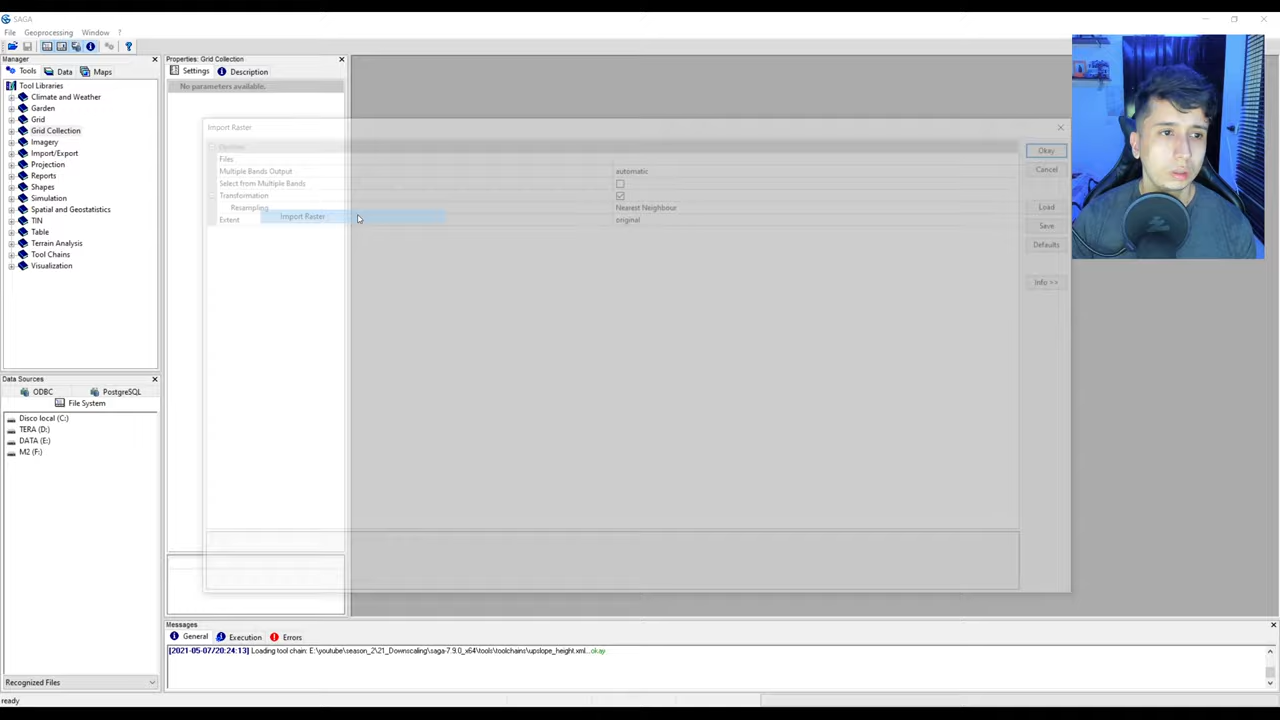 SAGA
File Geoprocessing Window ?
Manager
Tools Data Maps
Tool Libraries
Climate and Weather
Garden
Grid
Grid Collection
Imagery
Import/Export
Projection
Reports
Shapes
Simulation
Spatial and Geostatistics
TIN
Table
Terrain Analysis
Tool Chains
Visualization
Data Sources
ODBC PostgreSQL
File System
Disco local (C:)
TERA (D:)
DATA (E:)
M2 (F:)
Recognized Files
ready
Properties: Grid Collection
Settings Description
No parameters available.
Import Raster
Options
Files
Multiple Bands Output automatic
Select from Multiple Bands
Transformation
Resampling Nearest Neighbour
Extent original
Import Raster
Okay
Cancel
Load
Save
Defaults
Info >>
Messages
General Execution Errors
[2021-05-07/20:24:13] Loading tool chain: E:\youtube\season_2\21_Downscaling\saga-7.9.0_x64\tools\toolchains\upslope_height.xml...okay